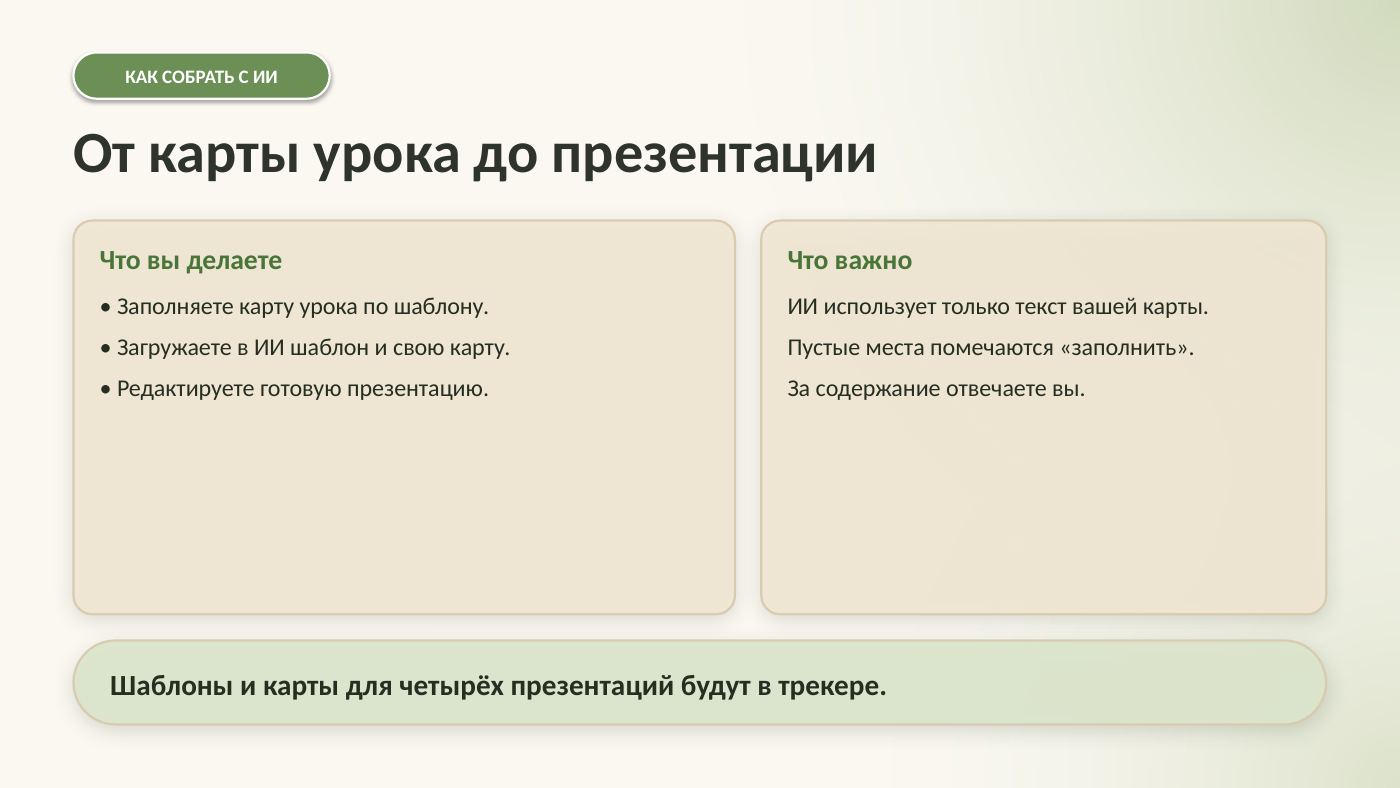 КАК СОБРАТЬ С ИИ
От карты урока до презентации
Что вы делаете
• Заполняете карту урока по шаблону.
• Загружаете в ИИ шаблон и свою карту.
• Редактируете готовую презентацию.
Что важно
ИИ использует только текст вашей карты.
Пустые места помечаются «заполнить».
За содержание отвечаете вы.
Шаблоны и карты для четырёх презентаций будут в трекере.